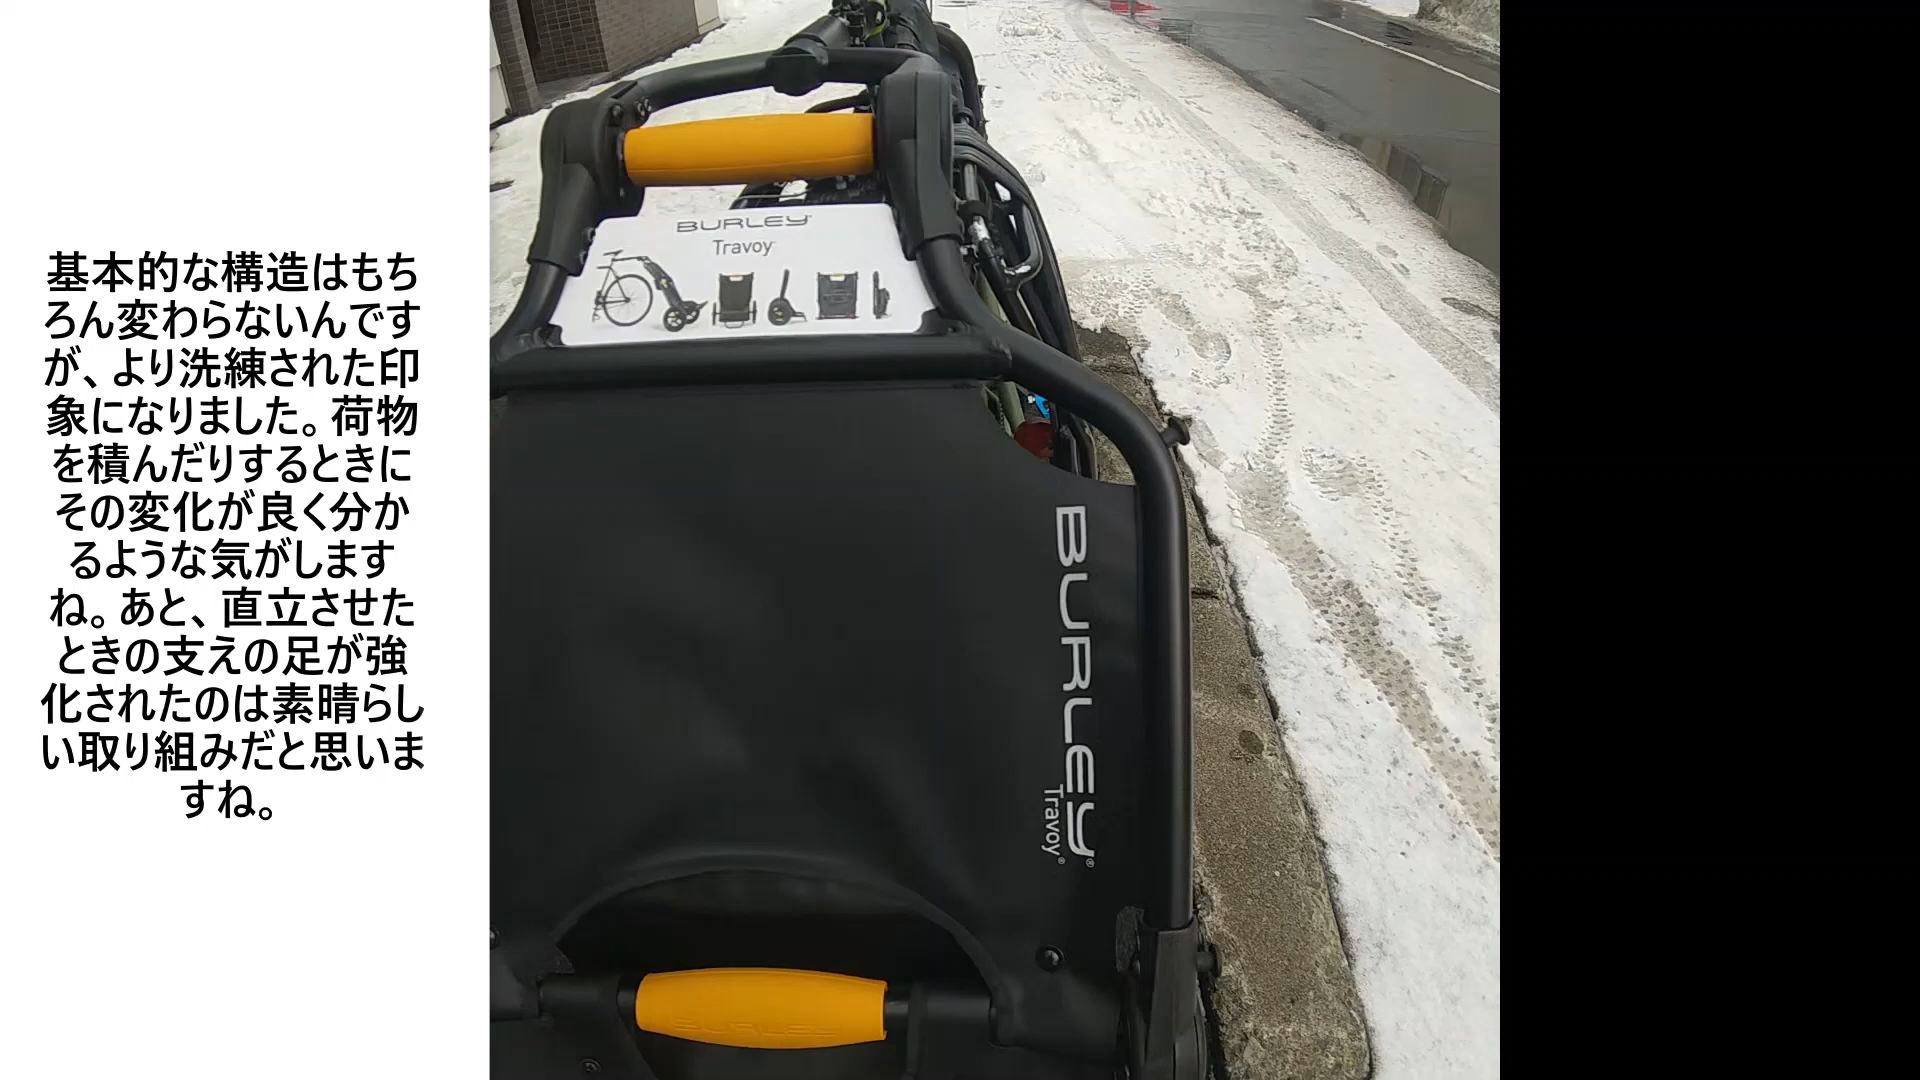 基本的な構造はもち
ろん変わらないんです
が、より洗練された印
象になりました。荷物
を積んだりするときに
その変化が良く分か
るような気がします
ね。あと、直立させた
ときの支えの足が強
化されたのは素晴らし
い取り組みだと思いま
すね。
BURLEY
Travoy
BURLEY®
Travoy®
BURLEY